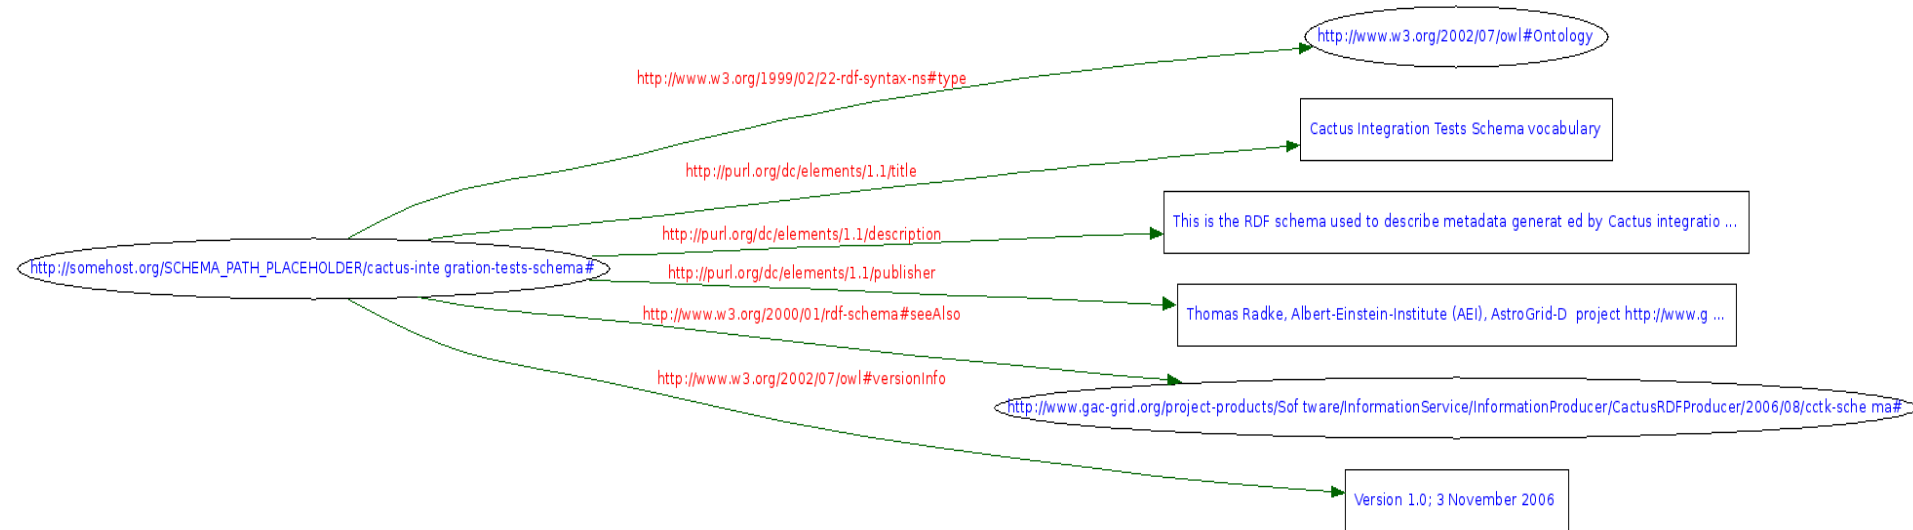 http://www.w3.org/2002/07/owl#Ontology
http://www.w3.org/1999/02/22-rdf-syntax-ns#type
Cactus Integration Tests Schema vocabulary
http://purl.org/dc/elements/1.1/title
This is the RDF schema used to describe metadata generat ed by Cactus integratio ...
http://purl.org/dc/elements/1.1/description
http://somehost.org/SCHEMA_PATH_PLACEHOLDER/cactus-inte gration-tests-schema#
http://purl.org/dc/elements/1.1/publisher
Thomas Radke, Albert-Einstein-Institute (AEI), AstroGrid-D  project http://www.g ...
http://www.w3.org/2000/01/rdf-schema#seeAlso
http://www.w3.org/2002/07/owl#versionInfo
http://www.gac-grid.org/project-products/Sof tware/InformationService/InformationProducer/CactusRDFProducer/2006/08/cctk-sche ma#
Version 1.0; 3 November 2006